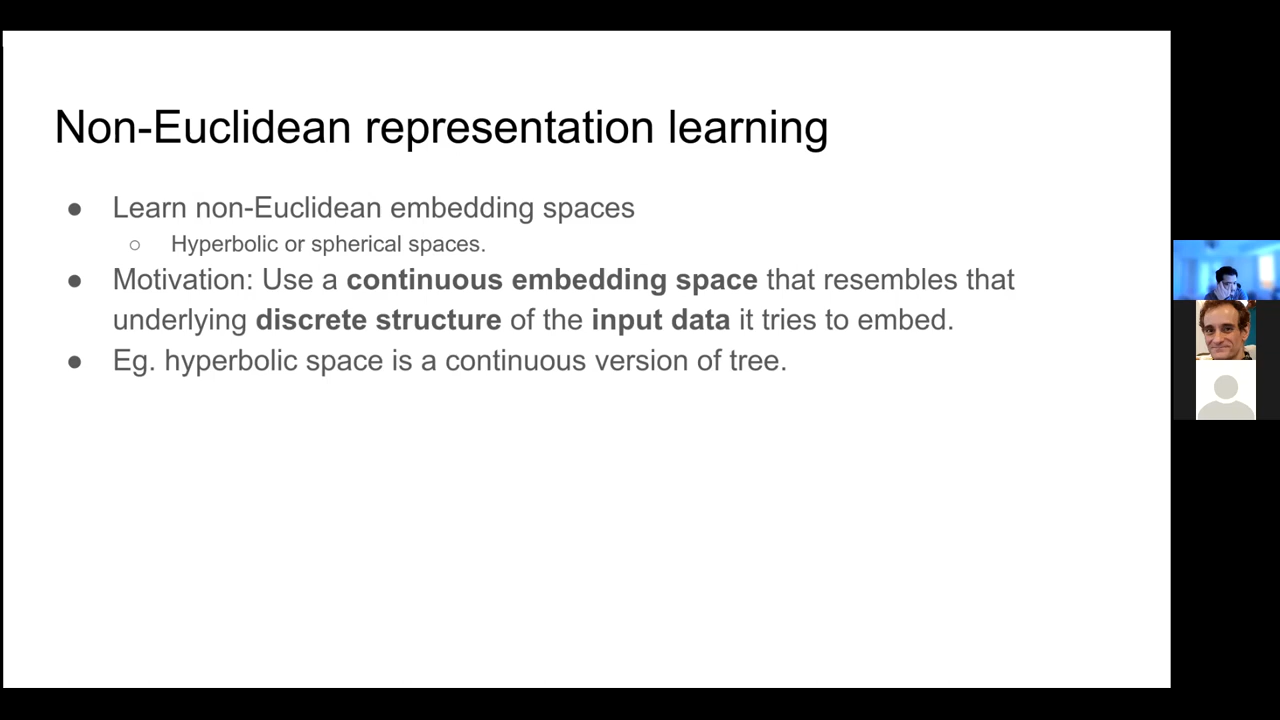 Non-Euclidean representation learning
● Learn non-Euclidean embedding spaces
○ Hyperbolic or spherical spaces.
● Motivation: Use a continuous embedding space that resembles that
underlying discrete structure of the input data it tries to embed.
● Eg. hyperbolic space is a continuous version of tree.